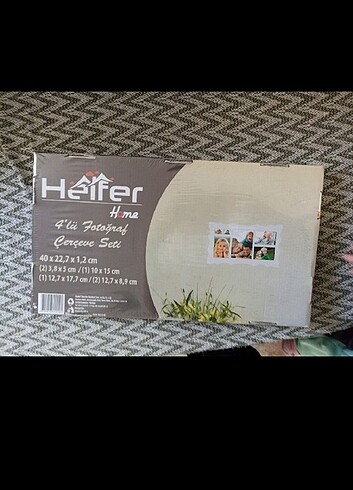 Heifer
Home
4'lü Fotoğraf
Çerçeve Seti
40 x 22,7 x 1,2 cm
(2) 3,8 x 5 cm / (1) 10 x 15 cm
(1) 12,7 x 17,7 cm / (2) 12,7 x 8,9 cm